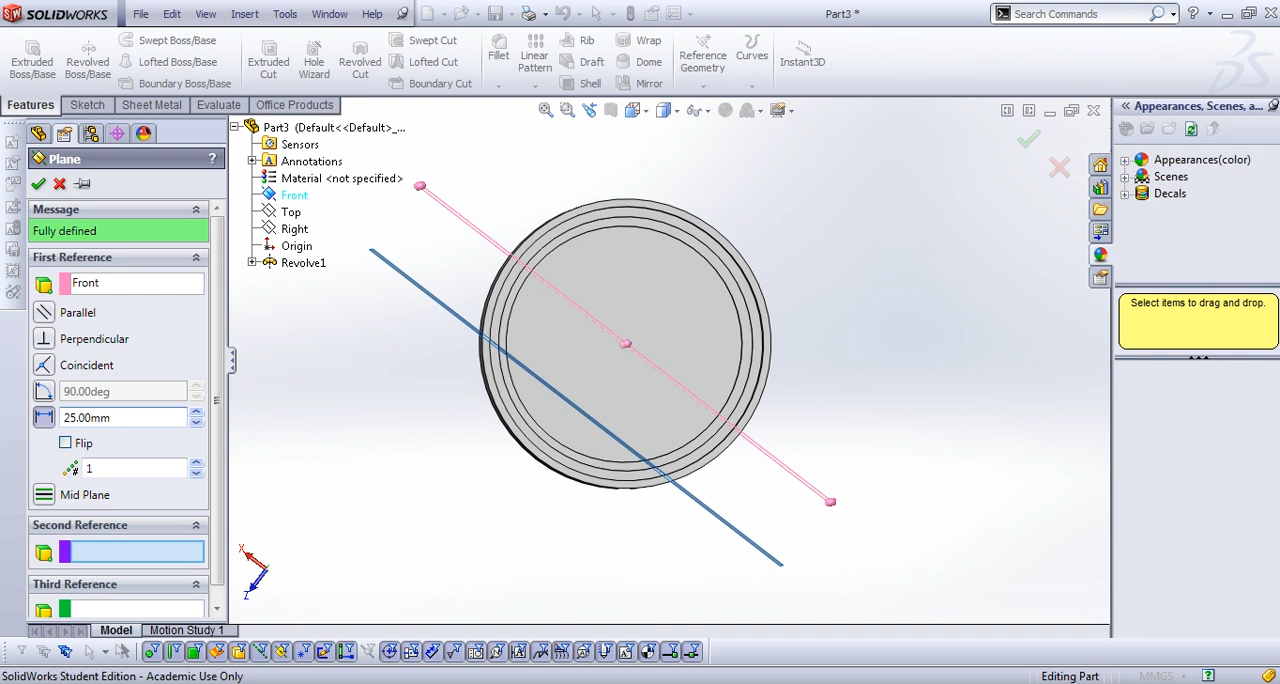 SOLIDWORKS File Edit View Insert Tools Window Help Part3 * Search Commands
Extruded Boss/Base Revolved Boss/Base Swept Boss/Base Lofted Boss/Base Boundary Boss/Base Extruded Cut Hole Wizard Revolved Cut Swept Cut Lofted Cut Boundary Cut Fillet Linear Pattern Rib Draft Shell Wrap Dome Mirror Reference Geometry Curves Instant3D
Features Sketch Sheet Metal Evaluate Office Products
Appearances, Scenes, a...
Plane ?
Message
Fully defined
First Reference
Front
Parallel
Perpendicular
Coincident
90.00deg
25.00mm
Flip
1
Mid Plane
Second Reference
Third Reference
Part3 (Default<<Default>_...
Sensors
Annotations
Material <not specified>
Front
Top
Right
Origin
Revolve1
X
Z
Appearances(color)
Scenes
Decals
Select items to drag and drop.
Model Motion Study 1
SolidWorks Student Edition - Academic Use Only Editing Part MMGS